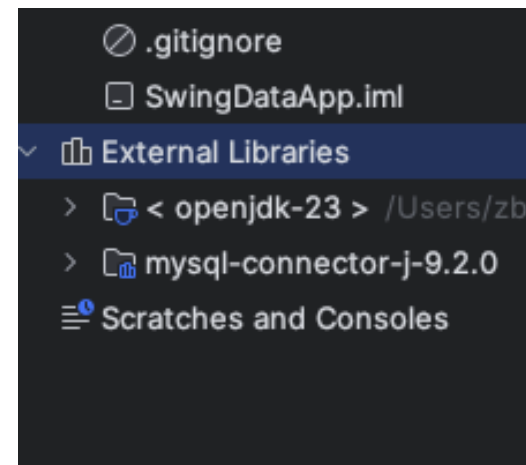 .gitignore
SwingDataApp.iml
External Libraries
< openjdk-23 > /Users/zb
mysql-connector-j-9.2.0
Scratches and Consoles